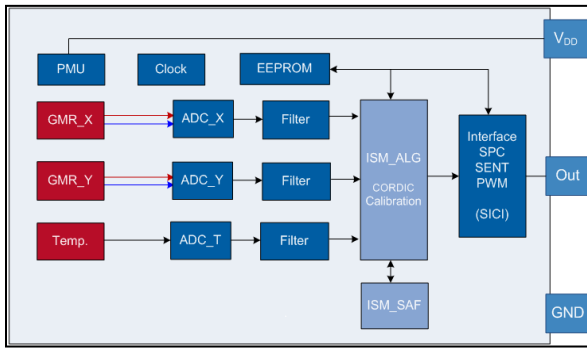 V_DD
PMU
Clock
EEPROM
GMR_X
ADC_X
Filter
GMR_Y
ADC_Y
Filter
Temp.
ADC_T
Filter
ISM_ALG
CORDIC
Calibration
ISM_SAF
Interface
SPC
SENT
PWM
(SICI)
Out
GND